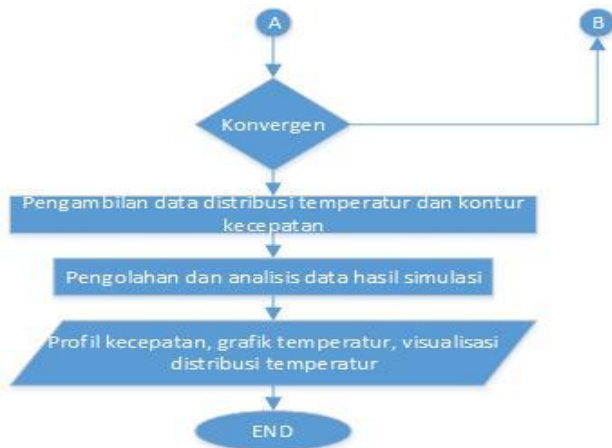 A
B
Konvergen
Pengambilan data distribusi temperatur dan kontur
kecepatan
Pengolahan dan analisis data hasil simulasi
Profil kecepatan, grafik temperatur, visualisasi
distribusi temperatur
END